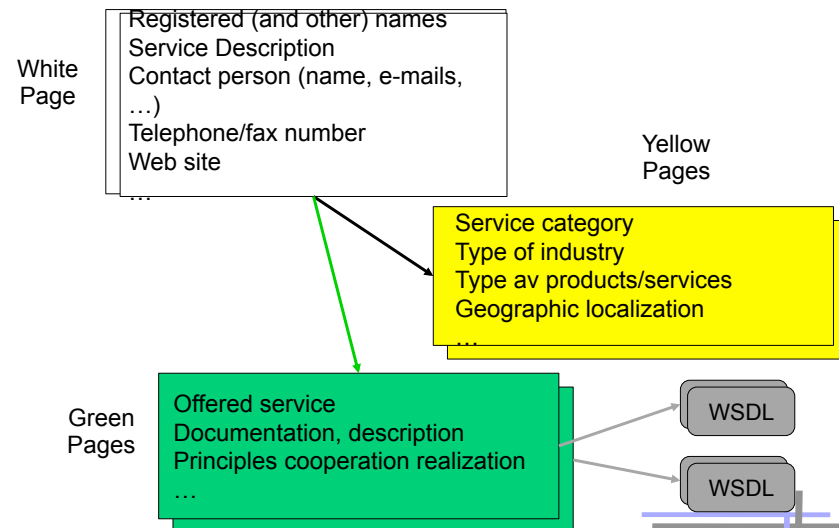 White
Page
Registered (and other) names
Service Description
Contact person (name, e-mails,
…)
Telephone/fax number
Web site
…
Yellow
Pages
Service category
Type of industry
Type av products/services
Geographic localization
…
Green
Pages
Offered service
Documentation, description
Principles cooperation realization
…
WSDL
WSDL